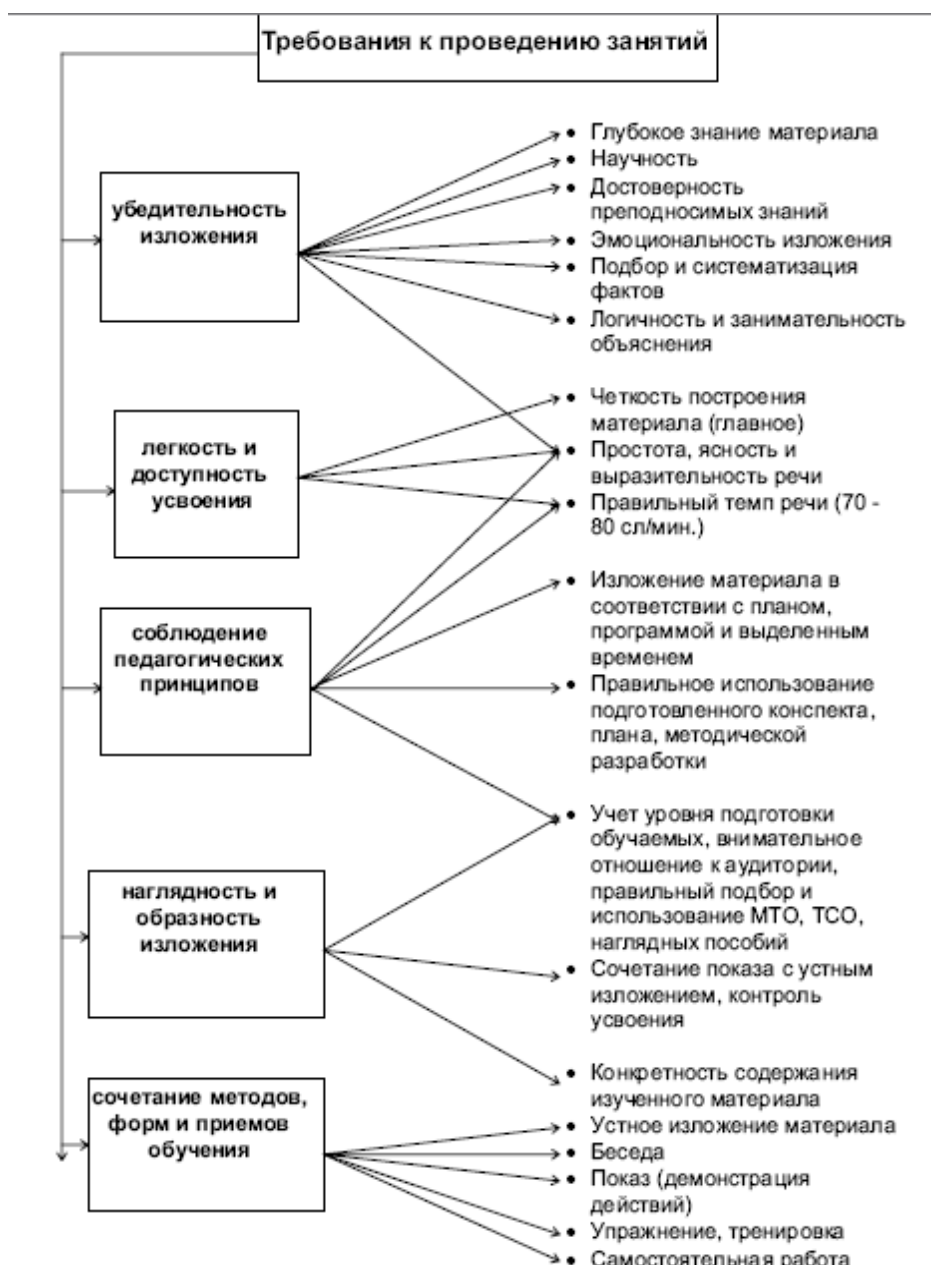 Требования к проведению занятий
убедительность
изложения
• Глубокое знание материала
• Научность
• Достоверность
преподносимых знаний
• Эмоциональность изложения
• Подбор и систематизация
фактов
• Логичность и занимательность
объяснения
легкость и
доступность
усвоения
• Четкость построения
материала (главное)
• Простота, ясность и
выразительность речи
• Правильный темп речи (70 -
80 сл/мин.)
соблюдение
педагогических
принципов
• Изложение материала в
соответствии с планом,
программой и выделенным
временем
• Правильное использование
подготовленного конспекта,
плана, методической
разработки
наглядность и
образность
изложения
• Учет уровня подготовки
обучаемых, внимательное
отношение к аудитории,
правильный подбор и
использование МТО, ТСО,
наглядных пособий
• Сочетание показа с устным
изложением, контроль
усвоения
• Конкретность содержания
изученного материала
сочетание методов,
форм и приемов
обучения
• Устное изложение материала
• Беседа
• Показ (демонстрация
действий)
• Упражнение, тренировка
• Самостоятельная работа